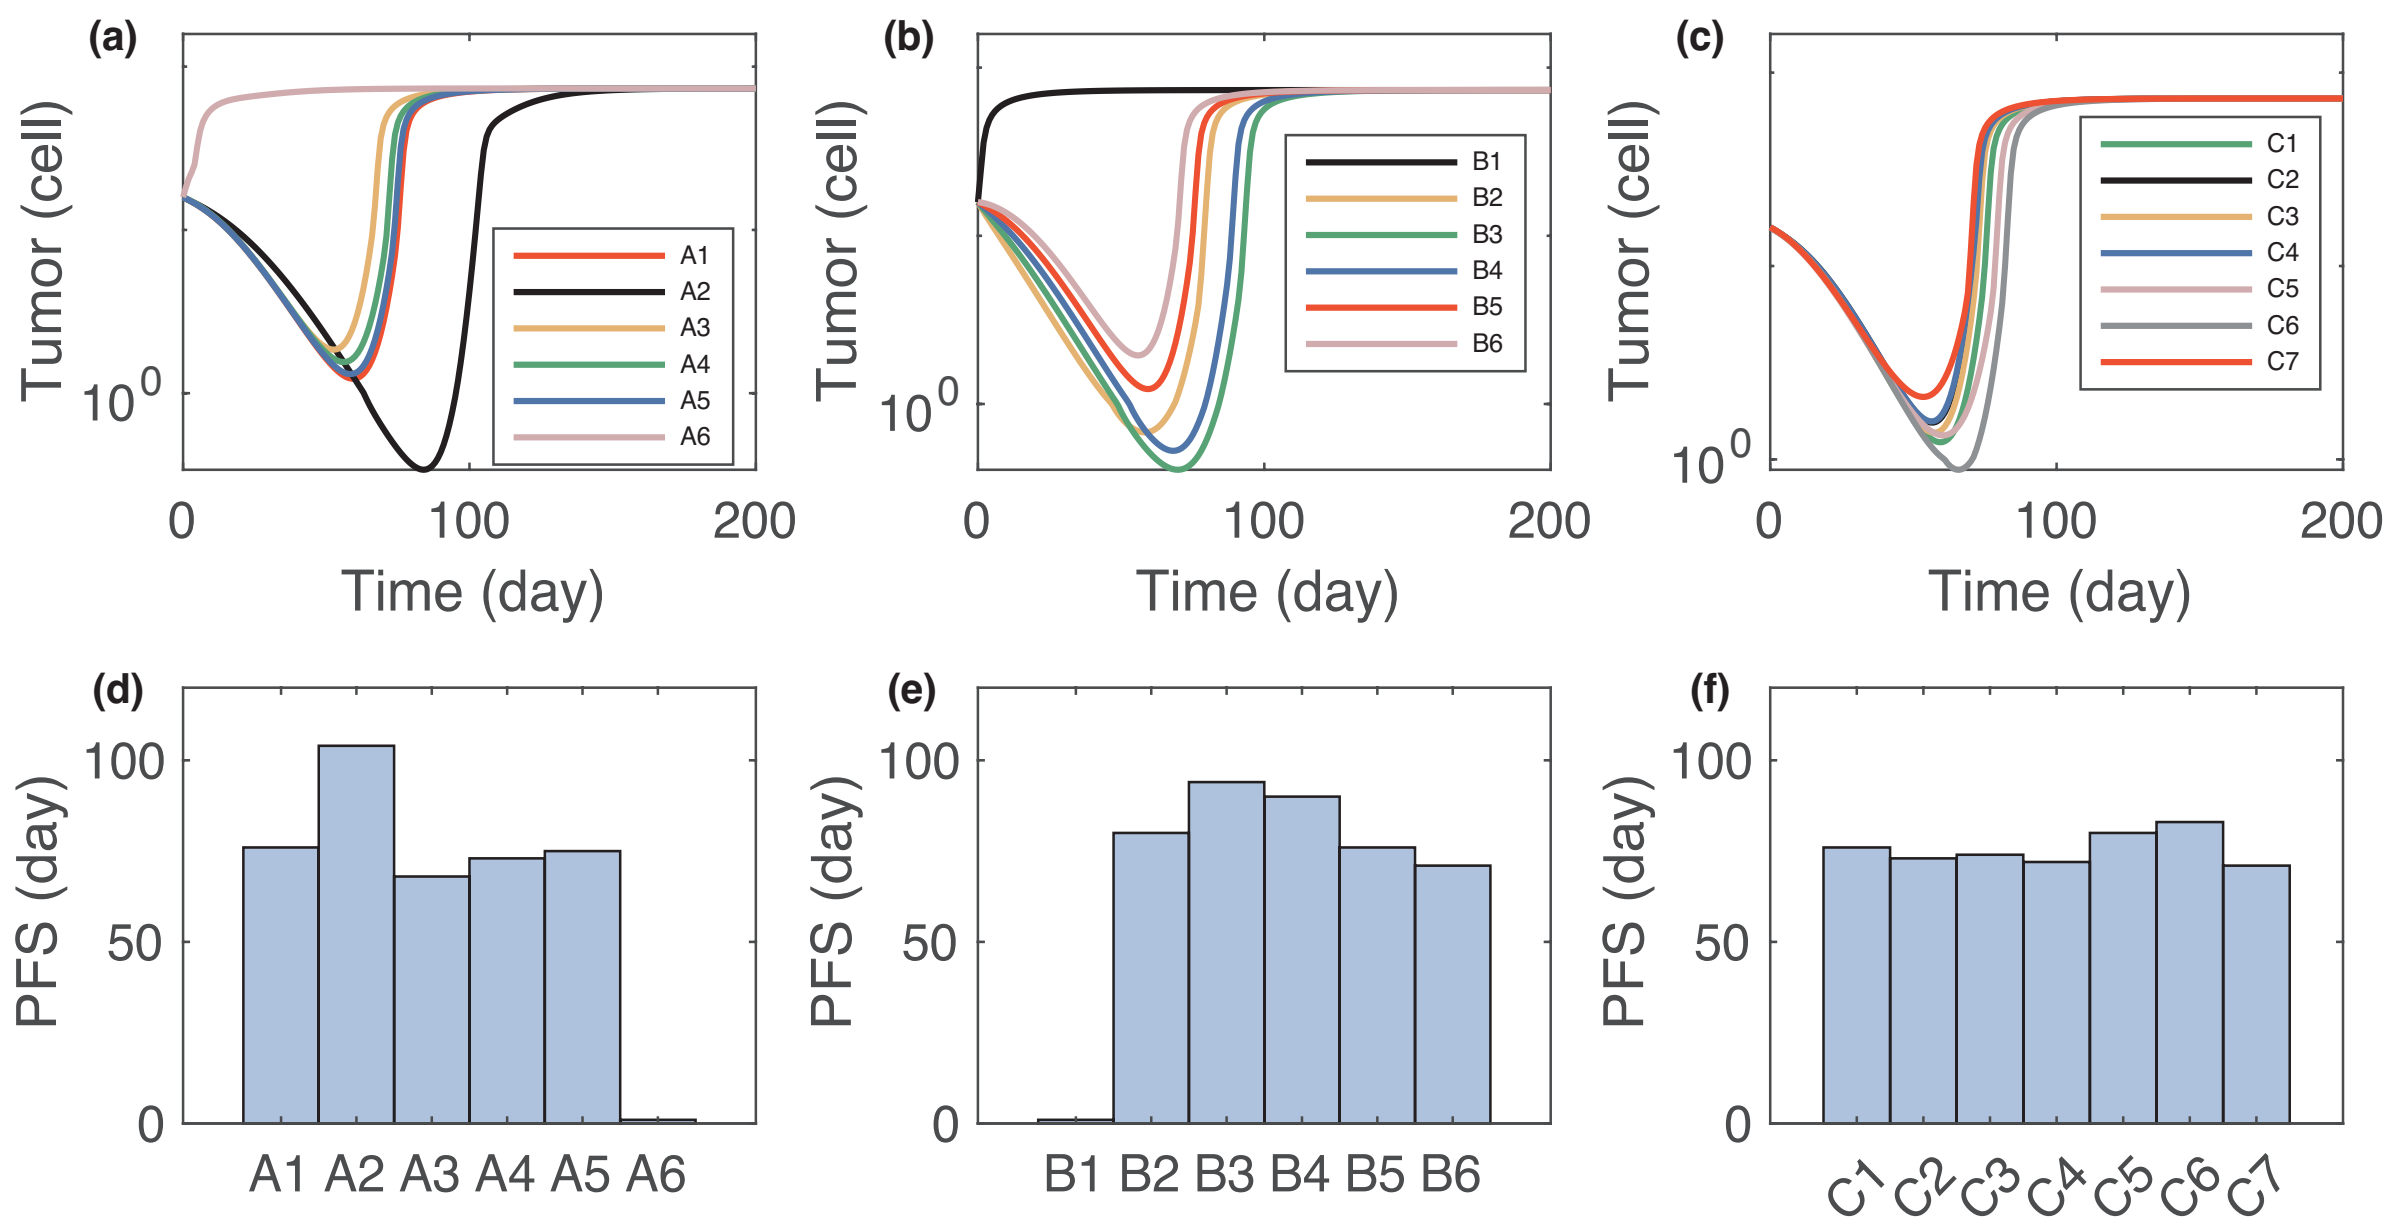 (a)
Tumor (cell)
10^0
A1
A2
A3
A4
A5
A6
0 100 200
Time (day)
(b)
Tumor (cell)
10^0
B1
B2
B3
B4
B5
B6
0 100 200
Time (day)
(c)
Tumor (cell)
10^0
C1
C2
C3
C4
C5
C6
C7
0 100 200
Time (day)
(d)
PFS (day)
100
50
0
A1 A2 A3 A4 A5 A6
(e)
PFS (day)
100
50
0
B1 B2 B3 B4 B5 B6
(f)
PFS (day)
100
50
0
C1 C2 C3 C4 C5 C6 C7